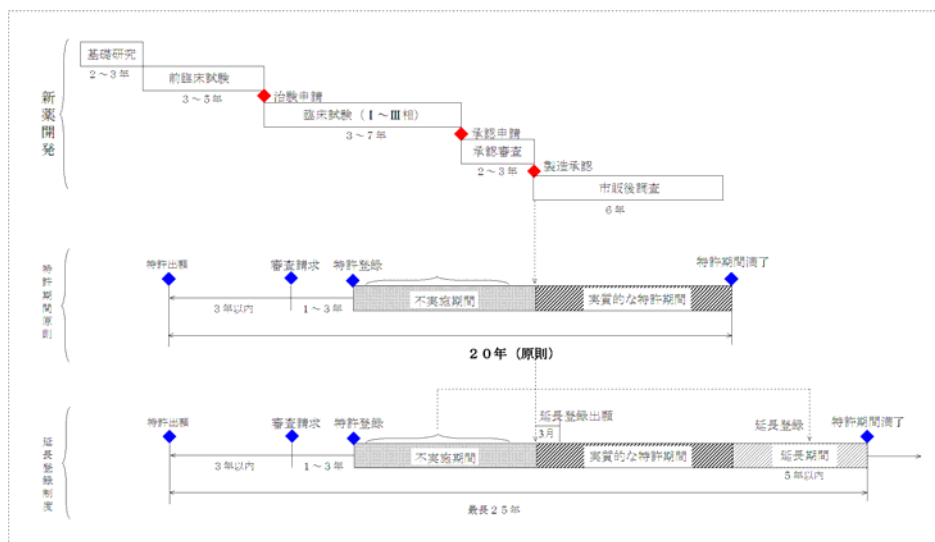 新薬開発
基礎研究
2～3年
前臨床試験
3～5年
治験申請
臨床試験（Ⅰ～Ⅲ相）
3～7年
承認申請
承認審査
2～3年
製造承認
市販後調査
6年
特許期間原則
特許出願
審査請求
特許登録
特許期間満了
不実施期間
実質的な特許期間
3年以内
1～3年
２０年（原則）
延長登録制度
特許出願
審査請求
特許登録
延長登録出願
3月
延長登録
特許期間満了
不実施期間
実質的な特許期間
延長期間
3年以内
1～3年
5年以内
最長25年